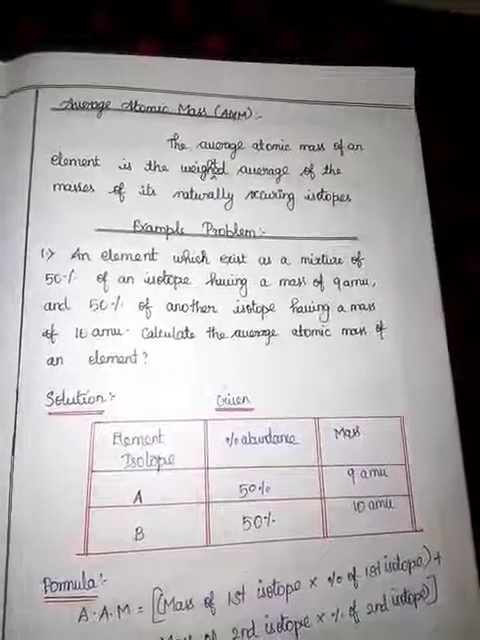 Average Atomic Mass (AAM):-
The average atomic mass of an
element is the weighted average of the
masses of its naturally occuring isotopes
Example Problem:-
1) An element which exist as a mixture of
50% of an isotope having a mass of 9 amu,
and 50% of another isotope having a mass
of 10 amu. Calculate the average atomic mass of
an element?
Solution:- Given
Element Isotope % abundance Mass
A 50% 9 amu
B 50% 10 amu
Formula:-
A.A.M = [(Mass of 1st isotope x % of 1st isotope) +
of 2nd isotope x % of 2nd isotope)]